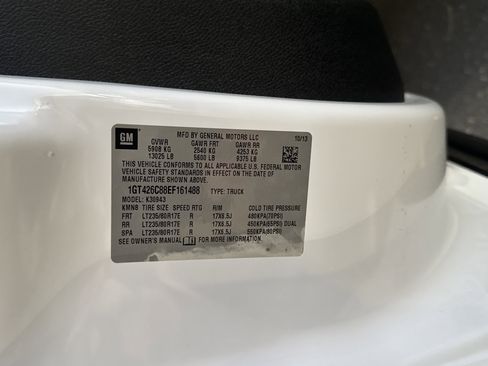 GM
MFD BY GENERAL MOTORS LLC 10/13
GVWR GAWR FRT GAWR RR
5908 KG 2540 KG 4253 KG
13025 LB 5600 LB 9375 LB
THIS VEHICLE CONFORMS TO ALL APPLICABLE U.S. FEDERAL MOTOR
VEHICLE SAFETY STANDARDS IN EFFECT ON THE DATE OF
MANUFACTURE SHOWN ABOVE.
1GT426C88EF161488 TYPE: TRUCK
MODEL: K30943
KMNB TIRE SIZE SPEED RTG RIM COLD TIRE PRESSURE
FRT LT235/80R17E R 17X6.5J 480KPA(70PSI)
RR LT235/80R17E R 17X6.5J 450KPA(65PSI) DUAL
SPA LT235/80R17E R 17X6.5J 550KPA(80PSI)
SEE OWNER'S MANUAL FOR MORE INFORMATION.